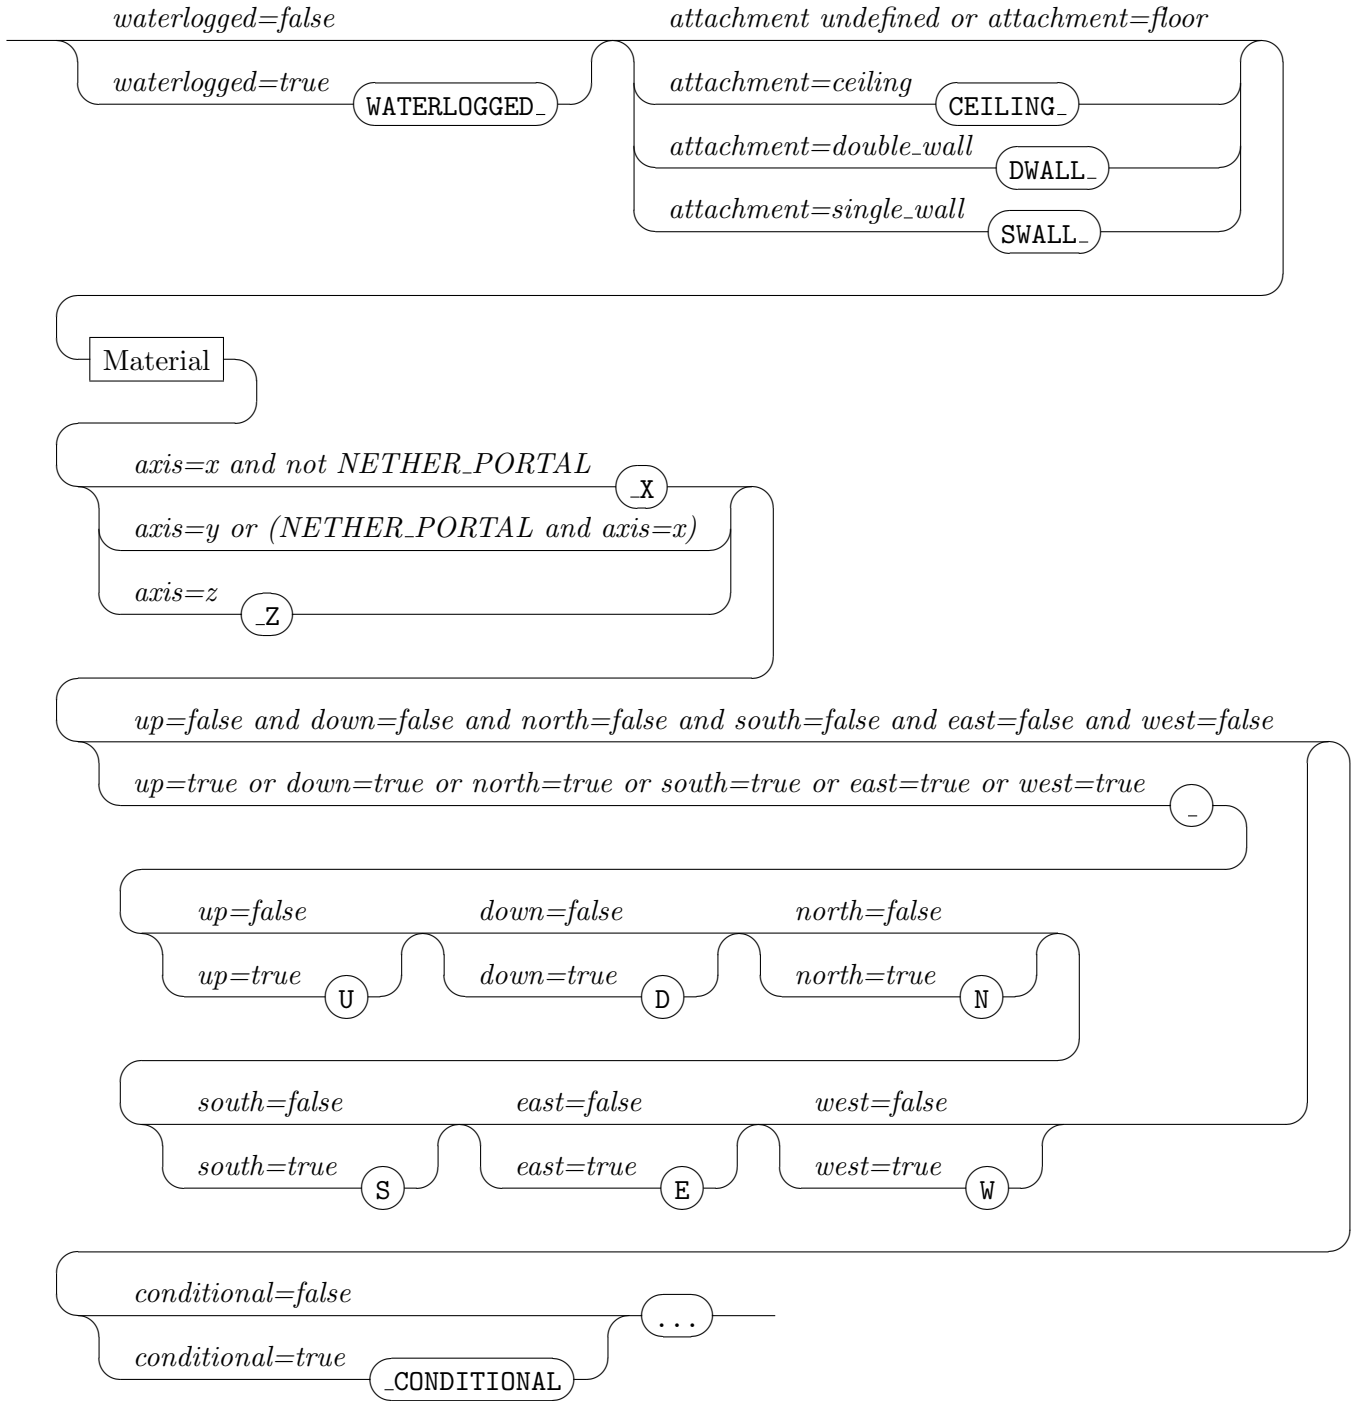 waterlogged=false attachment undefined or attachment=floor
waterlogged=true WATERLOGGED_ attachment=ceiling CEILING_
attachment=double_wall DWALL_
attachment=single_wall SWALL_
Material
axis=x and not NETHER_PORTAL _X
axis=y or (NETHER_PORTAL and axis=x)
axis=z _Z
up=false and down=false and north=false and south=false and east=false and west=false
up=true or down=true or north=true or south=true or east=true or west=true _
up=false down=false north=false
up=true U down=true D north=true N
south=false east=false west=false
south=true S east=true E west=true W
conditional=false ...
conditional=true _CONDITIONAL